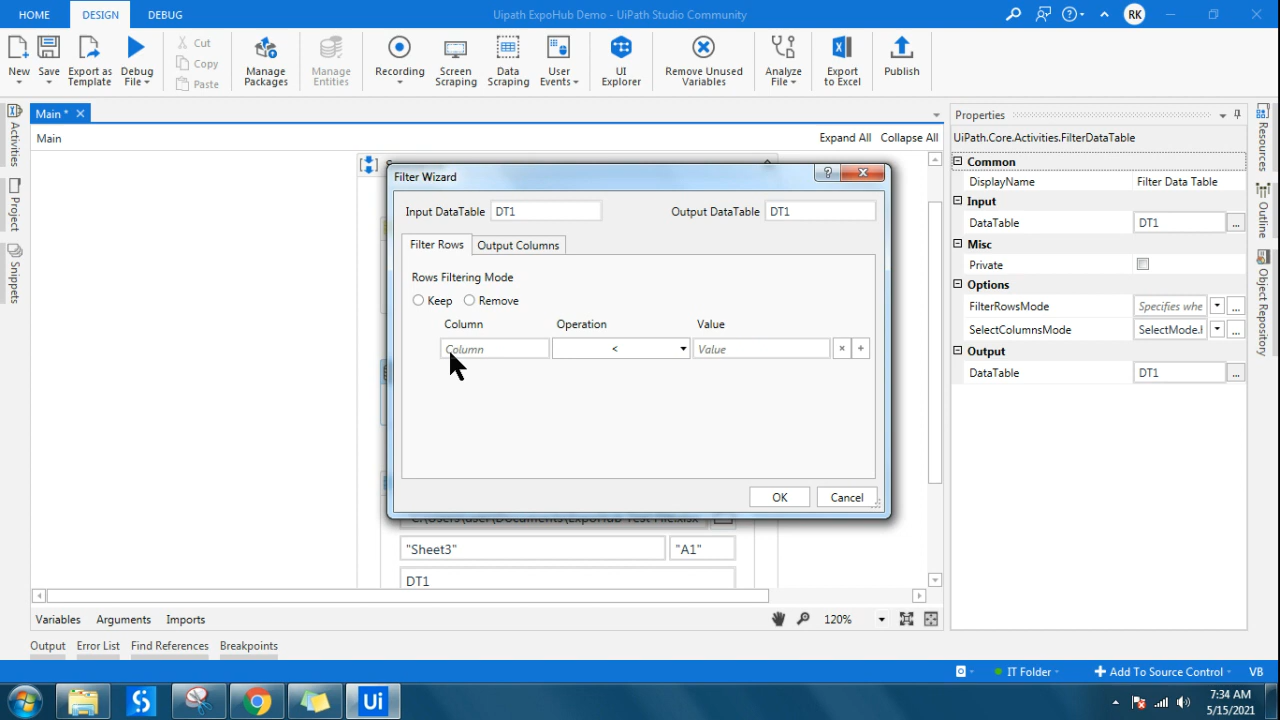 HOME DESIGN DEBUG Uipath ExpoHub Demo - UiPath Studio Community RK
New Save Export as Template Debug File Cut Copy Paste Manage Packages Manage Entities Recording Screen Scraping Data Scraping User Events UI Explorer Remove Unused Variables Analyze File Export to Excel Publish
Main * Properties
Main Expand All Collapse All UiPath.Core.Activities.FilterDataTable
Activities
Project
Snippets
Resources
Outline
Object Repository
Filter Wizard ?
Input DataTable DT1 Output DataTable DT1
Filter Rows Output Columns
Rows Filtering Mode
Keep Remove
Column Operation Value
Column < Value × +
OK Cancel
"Sheet3" "A1"
DT1
Common
DisplayName Filter Data Table
Input
DataTable DT1 ...
Misc
Private
Options
FilterRowsMode Specifies whe ...
SelectColumnsMode SelectMode.I ...
Output
DataTable DT1 ...
Variables Arguments Imports 120%
Output Error List Find References Breakpoints
IT Folder + Add To Source Control VB
S Ui
7:34 AM
5/15/2021